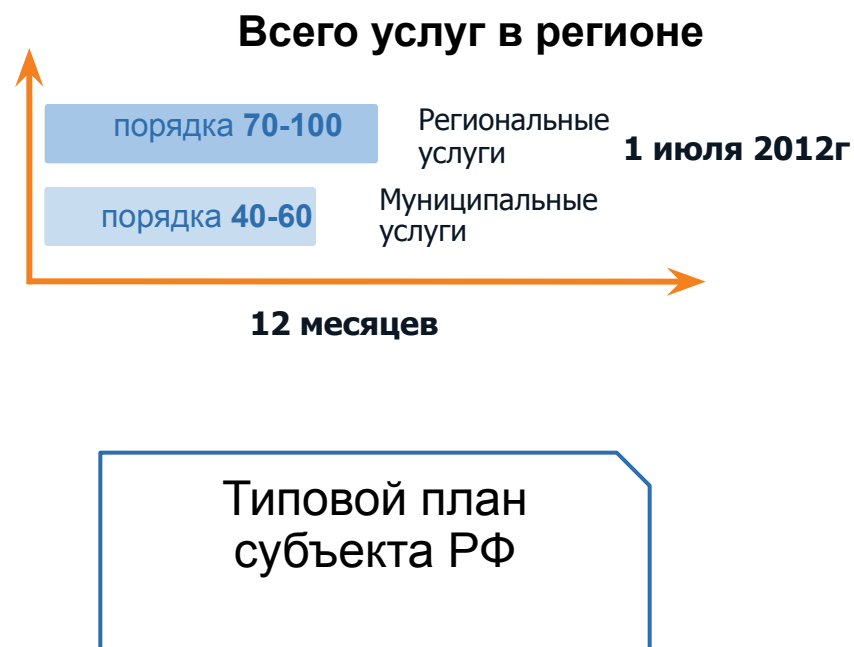 Всего услуг в регионе
порядка 70-100
Региональные
услуги
1 июля 2012г
порядка 40-60
Муниципальные
услуги
12 месяцев
Типовой план
субъекта РФ